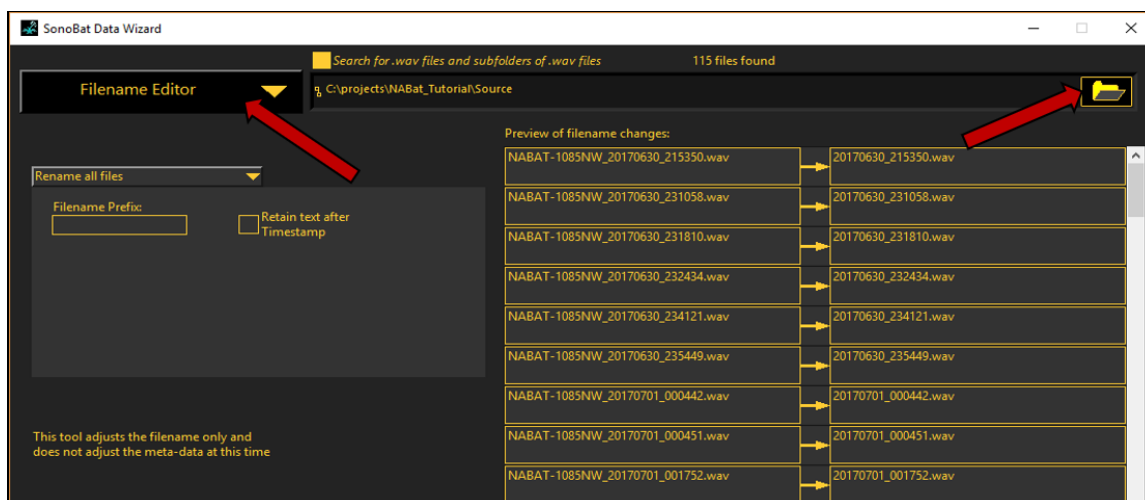 SonoBat Data Wizard
Search for .wav files and subfolders of .wav files 115 files found
Filename Editor
C:\projects\NABat_Tutorial\Source
Preview of filename changes:
NABAT-1085NW_20170630_215350.wav 20170630_215350.wav
Rename all files
NABAT-1085NW_20170630_231058.wav 20170630_231058.wav
Filename Prefix:
Retain text after
Timestamp
NABAT-1085NW_20170630_231810.wav 20170630_231810.wav
NABAT-1085NW_20170630_232434.wav 20170630_232434.wav
NABAT-1085NW_20170630_234121.wav 20170630_234121.wav
NABAT-1085NW_20170630_235449.wav 20170630_235449.wav
NABAT-1085NW_20170701_000442.wav 20170701_000442.wav
This tool adjusts the filename only and
does not adjust the meta-data at this time
NABAT-1085NW_20170701_000451.wav 20170701_000451.wav
NABAT-1085NW_20170701_001752.wav 20170701_001752.wav